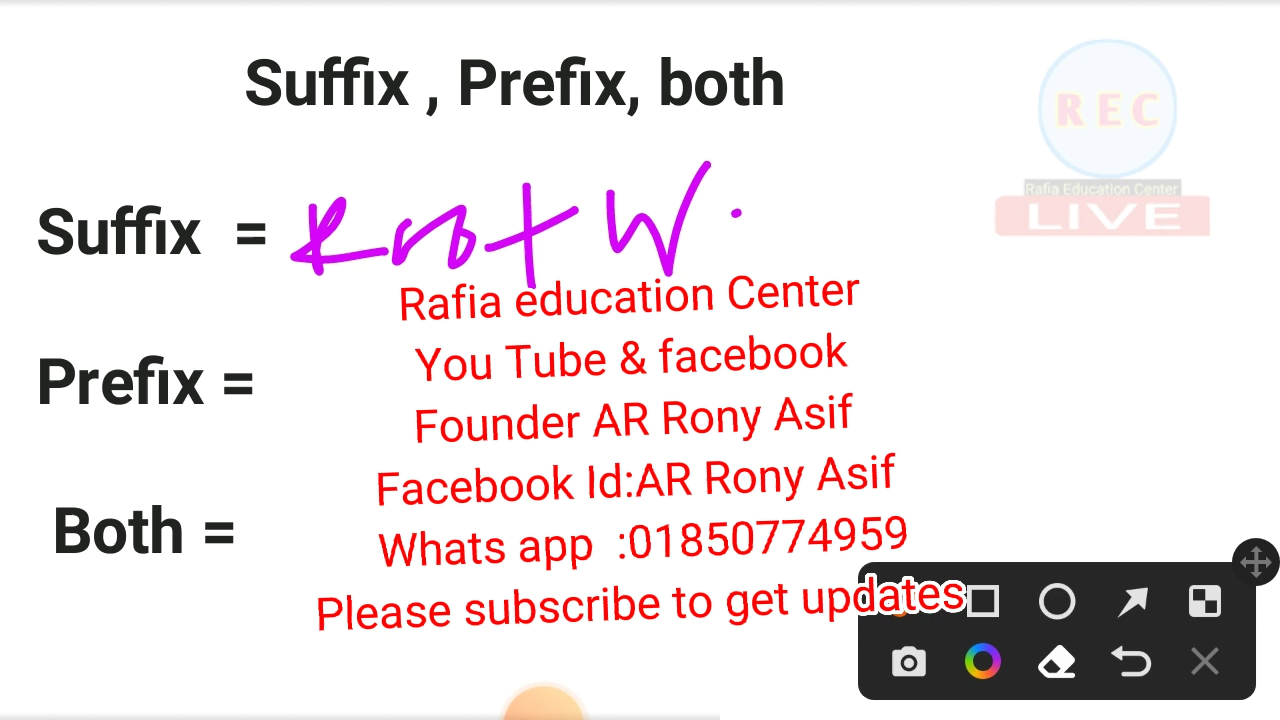 Suffix , Prefix, both
R E C
Rafia Education Center
LIVE
Suffix = Root W
Rafia education Center
You Tube & facebook
Prefix =
Founder AR Rony Asif
Facebook Id:AR Rony Asif
Both =
Whats app :01850774959
Please subscribe to get updates